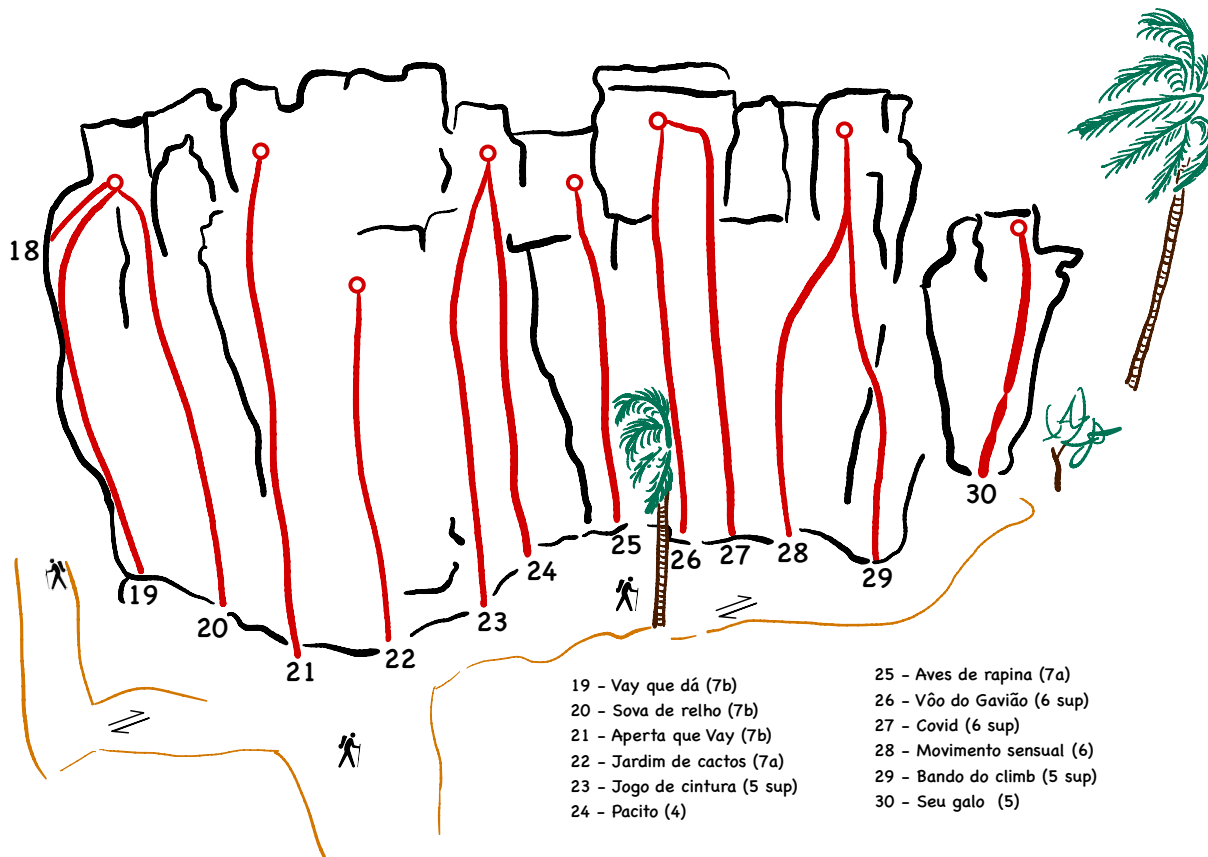 18
19
20
21
22
23
24
25
26
27
28
29
30
19 - Vay que dá (7b)
20 - Sova de relho (7b)
21 - Aperta que Vay (7b)
22 - Jardim de cactos (7a)
23 - Jogo de cintura (5 sup)
24 - Pacito (4)
25 - Aves de rapina (7a)
26 - Vôo do Gavião (6 sup)
27 - Covid (6 sup)
28 - Movimento sensual (6)
29 - Bando do climb (5 sup)
30 - Seu galo (5)